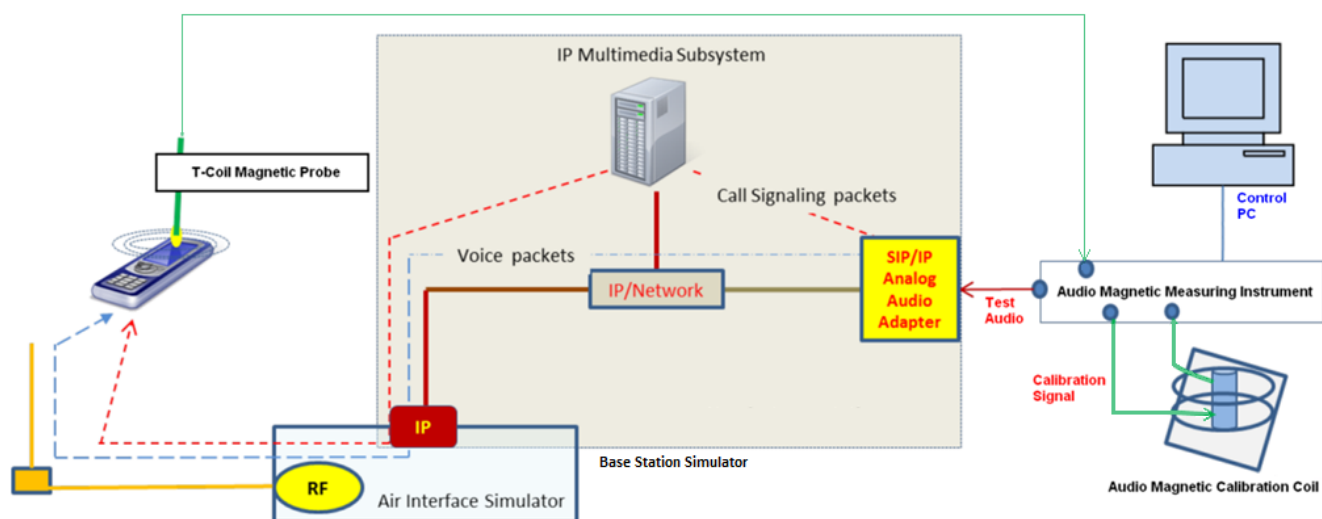 IP Multimedia Subsystem
T-Coil Magnetic Probe
Call Signaling packets
Control
PC
Voice packets
SIP/IP
Analog
Audio
Adapter
IP/Network
Test
Audio
Audio Magnetic Measuring Instrument
Calibration
Signal
IP
Base Station Simulator
RF
Air Interface Simulator
Audio Magnetic Calibration Coil